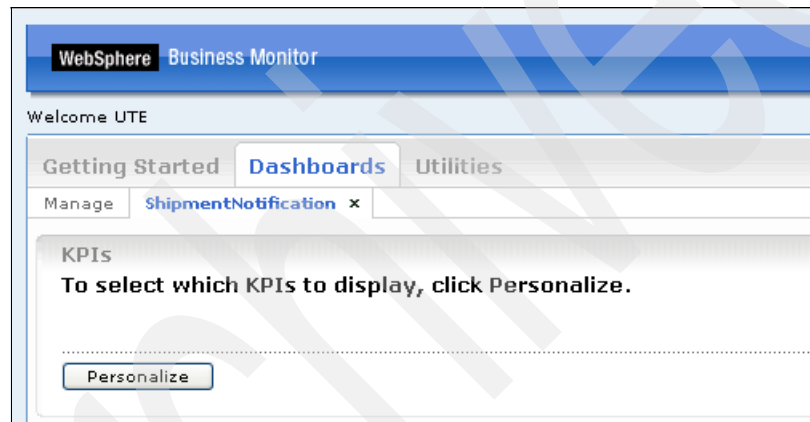 WebSphere Business Monitor
Welcome UTE
Getting Started Dashboards Utilities
Manage ShipmentNotification ×
KPIs
To select which KPIs to display, click Personalize.
Personalize